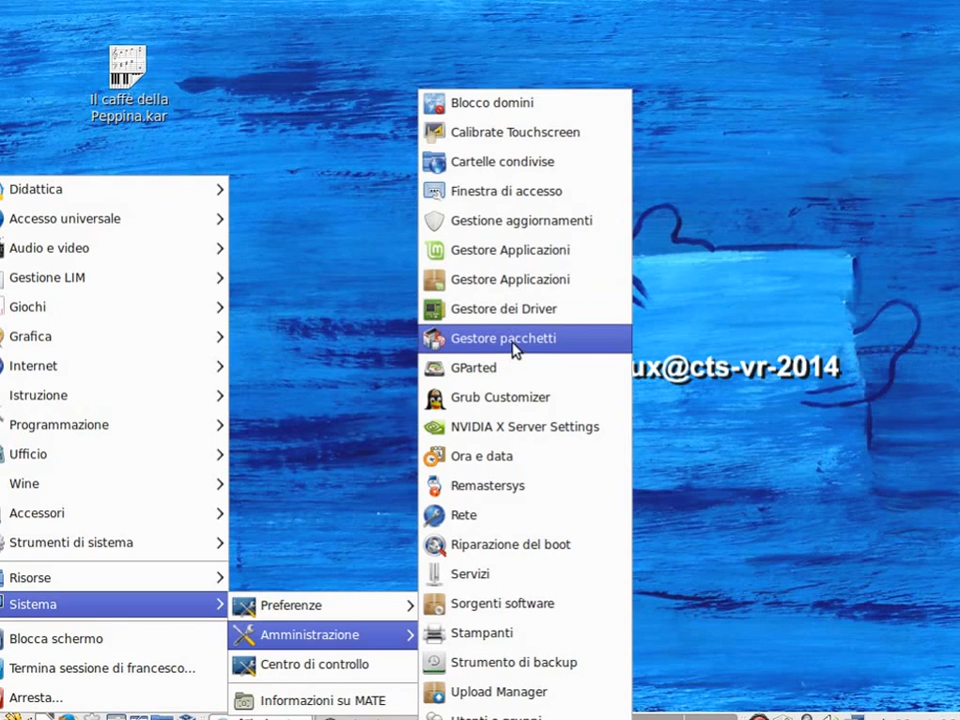 Il caffè della
Peppina.kar
Didattica
Accesso universale
Audio e video
Gestione LIM
Giochi
Grafica
Internet
Istruzione
Programmazione
Ufficio
Wine
Accessori
Strumenti di sistema
Risorse
Sistema
Blocca schermo
Termina sessione di francesco...
Arresta...
Preferenze
Amministrazione
Centro di controllo
Informazioni su MATE
Blocco domini
Calibrate Touchscreen
Cartelle condivise
Finestra di accesso
Gestione aggiornamenti
Gestore Applicazioni
Gestore Applicazioni
Gestore dei Driver
Gestore pacchetti
GParted
Grub Customizer
NVIDIA X Server Settings
Ora e data
Remastersys
Rete
Riparazione del boot
Servizi
Sorgenti software
Stampanti
Strumento di backup
Upload Manager
ux@cts-vr-2014